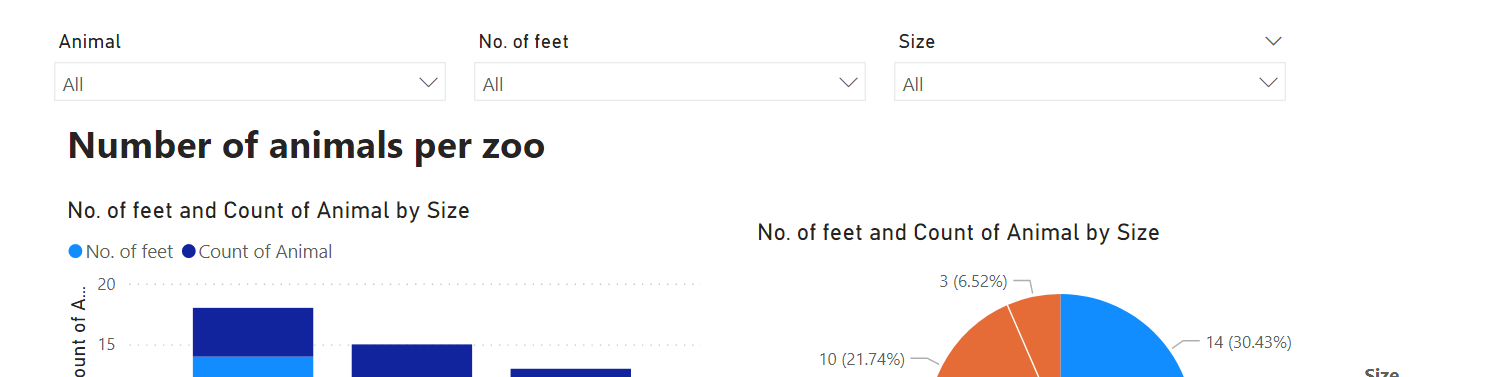 Animal No. of feet Size
All All All
Number of animals per zoo
No. of feet and Count of Animal by Size
No. of feet Count of Animal
20
15
ount of A...
No. of feet and Count of Animal by Size
3 (6.52%)
14 (30.43%)
10 (21.74%)
Size